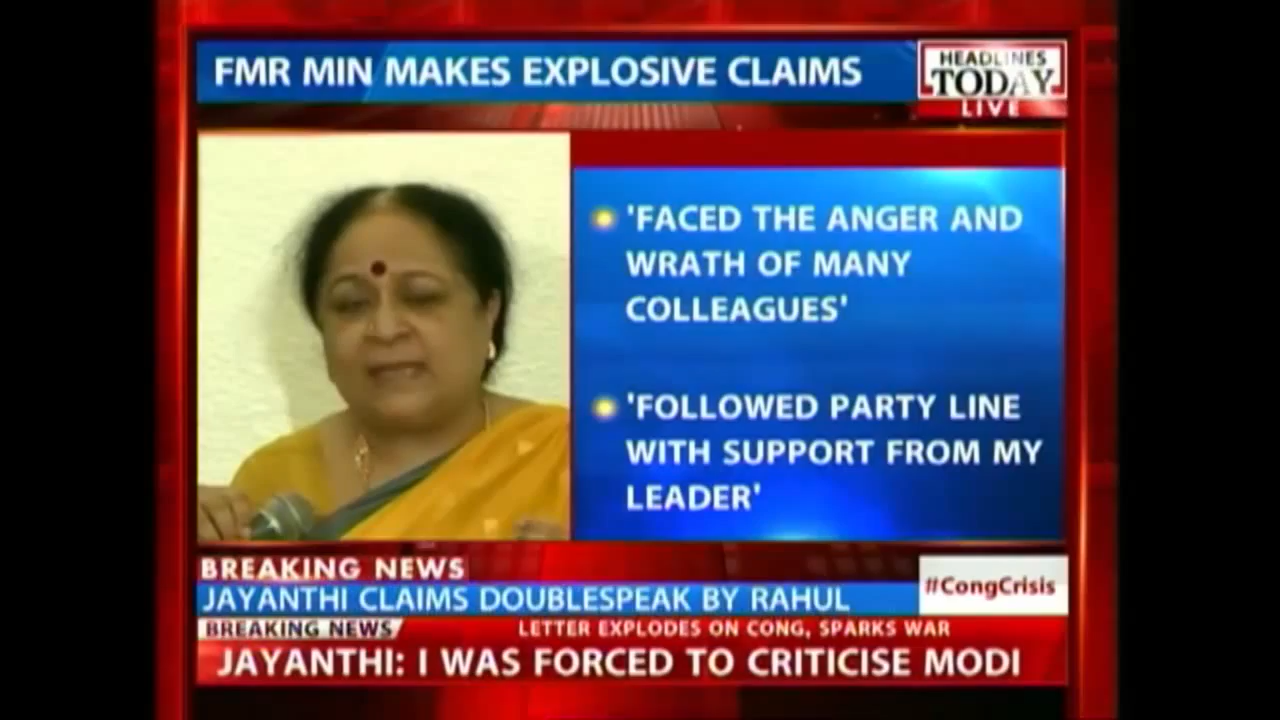 FMR MIN MAKES EXPLOSIVE CLAIMS
HEADLINES
TODAY
LIVE
'FACED THE ANGER AND
WRATH OF MANY
COLLEAGUES'
'FOLLOWED PARTY LINE
WITH SUPPORT FROM MY
LEADER'
BREAKING NEWS
JAYANTHI CLAIMS DOUBLESPEAK BY RAHUL
#CongCrisis
BREAKING NEWS
LETTER EXPLODES ON CONG, SPARKS WAR
JAYANTHI: I WAS FORCED TO CRITICISE MODI